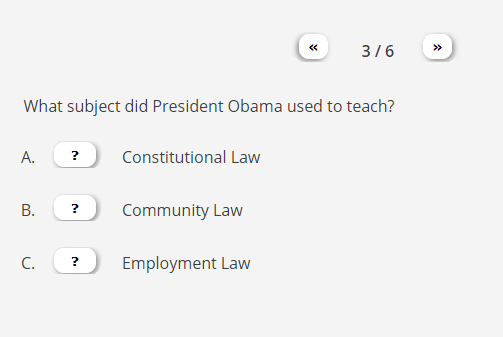 « 3 / 6 »
What subject did President Obama used to teach?
A. ? Constitutional Law
B. ? Community Law
C. ? Employment Law